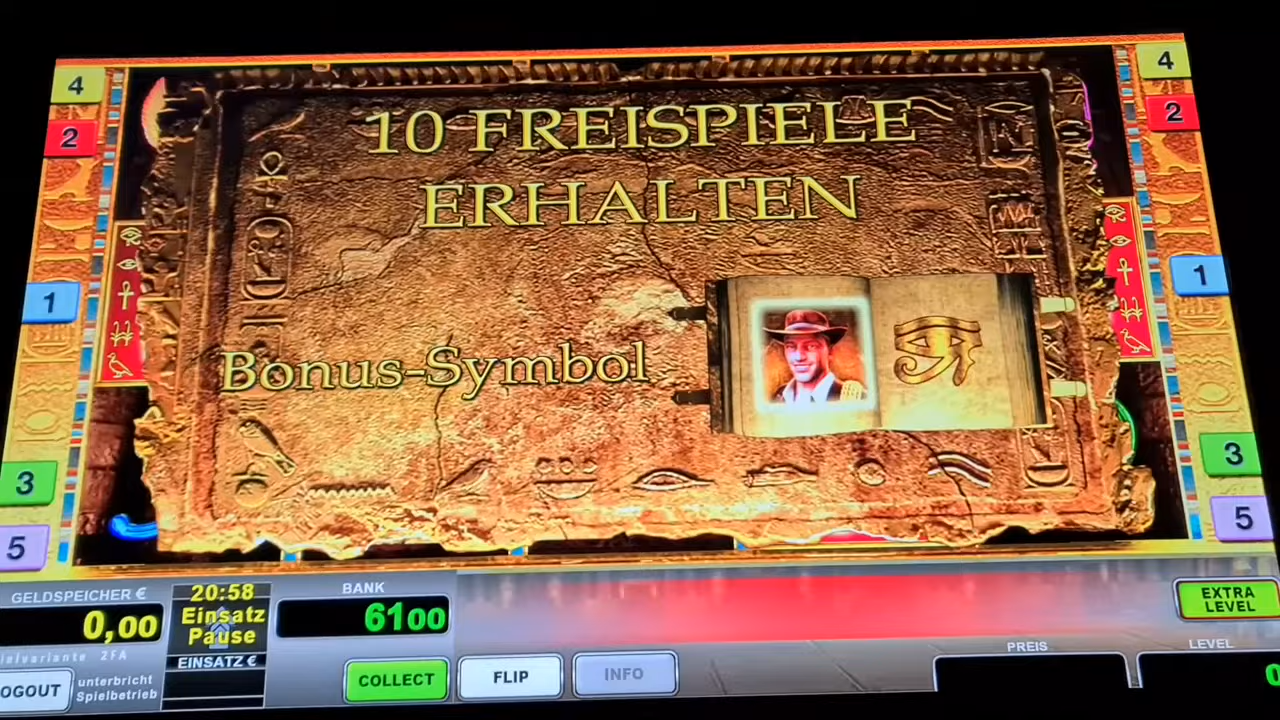 10 FREISPIELE
ERHALTEN
Bonus-Symbol
4
2
1
3
5
4
2
1
3
5
GELDSPEICHER €
0,00
20:58
Einsatz
Pause
EINSATZ €
BANK
6100
2FA
unterbricht
Spielbetrieb
COLLECT
FLIP
INFO
EXTRA
LEVEL
PREIS
LEVEL